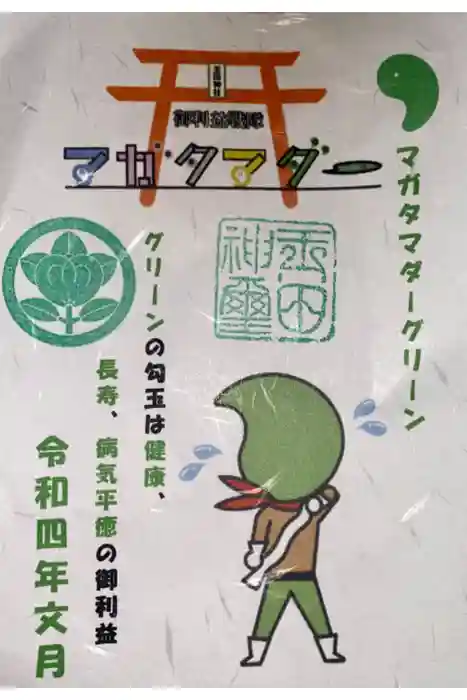 御利益戦隊
マガタマダー
マガタマダーグリーン
グリーンの勾玉は健康、
長寿、病気平癒の御利益
令和四年文月